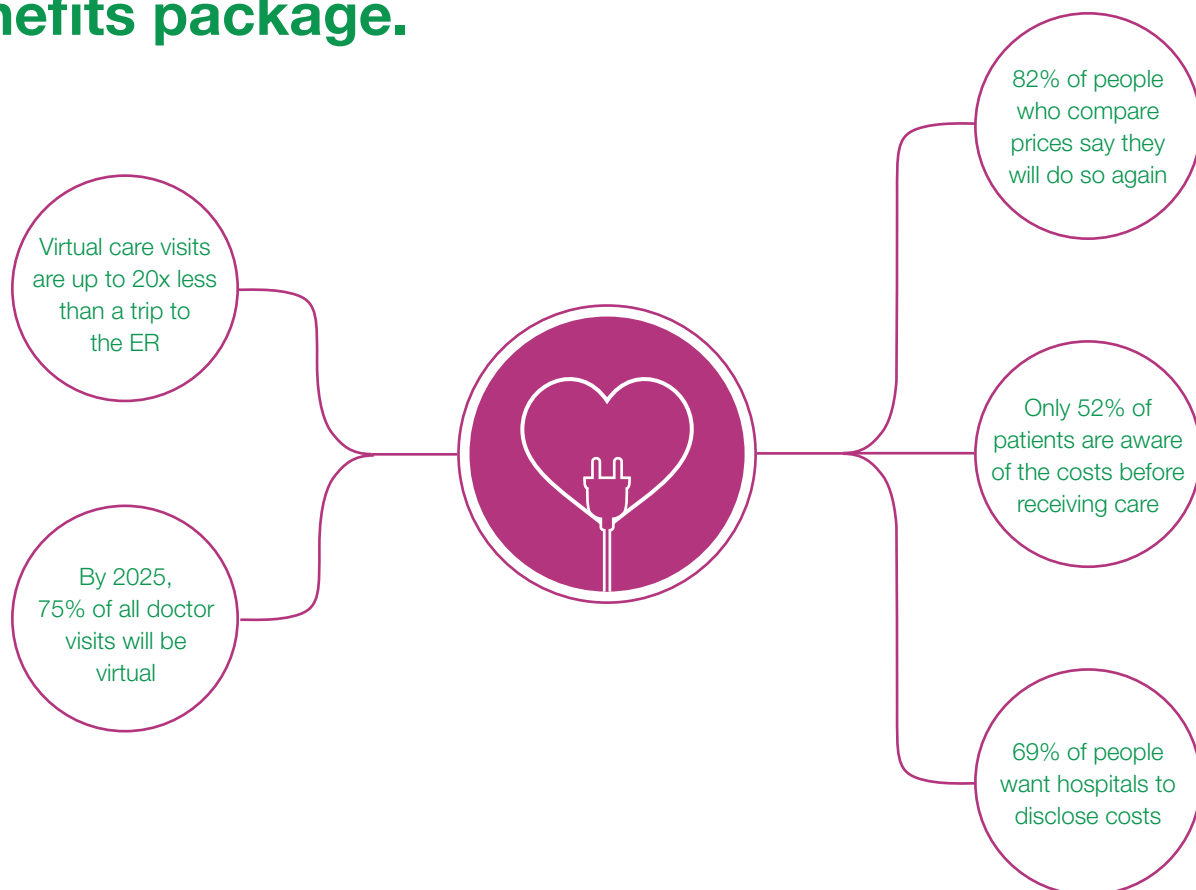 nefits package.
Virtual care visits
are up to 20x less
than a trip to
the ER
By 2025,
75% of all doctor
visits will be
virtual
82% of people
who compare
prices say they
will do so again
Only 52% of
patients are aware
of the costs before
receiving care
69% of people
want hospitals to
disclose costs